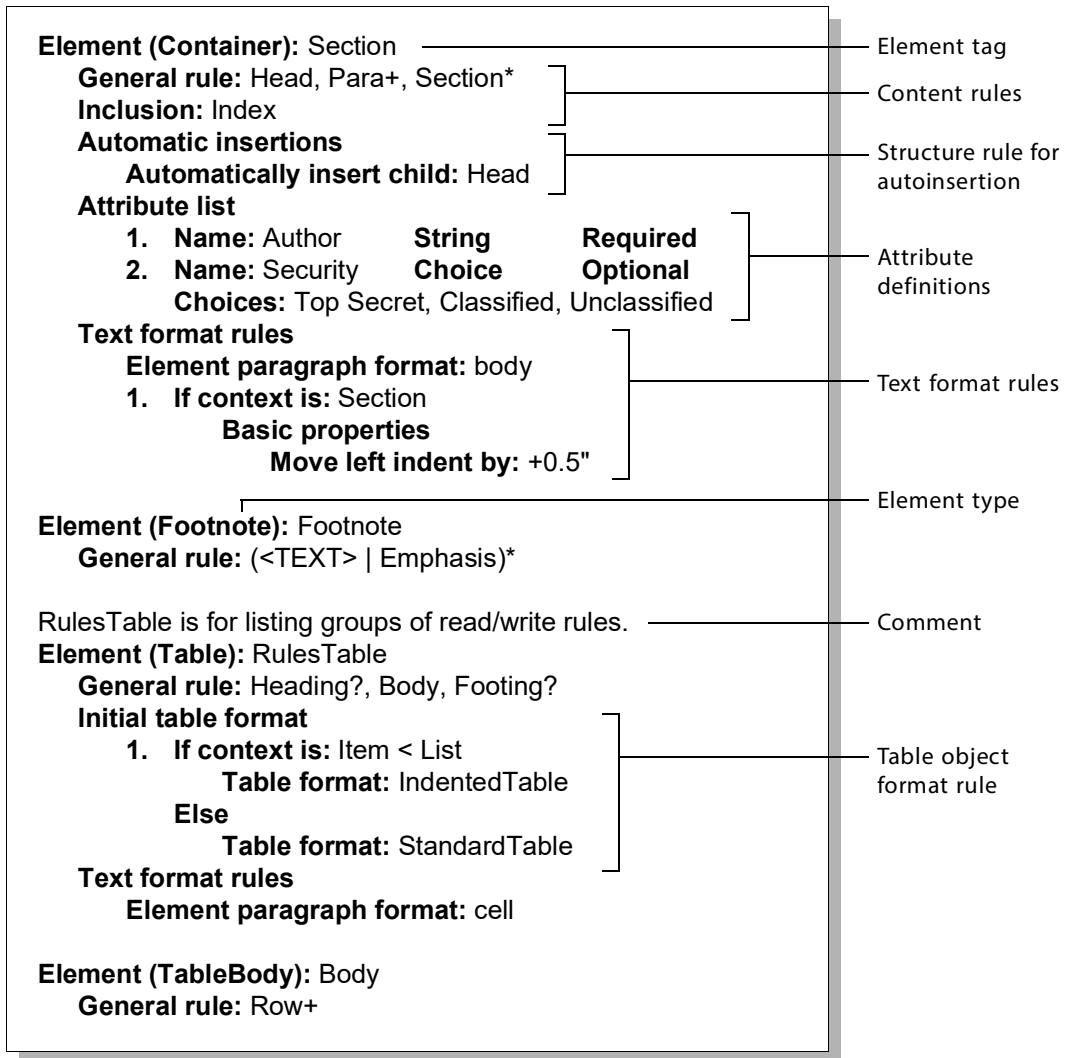 Element (Container): Section
Element tag
General rule: Head, Para+, Section*
Inclusion: Index
Content rules
Automatic insertions
Automatically insert child: Head
Structure rule for
autoinsertion
Attribute list
1. Name: Author String Required
2. Name: Security Choice Optional
Choices: Top Secret, Classified, Unclassified
Attribute
definitions
Text format rules
Element paragraph format: body
1. If context is: Section
Basic properties
Move left indent by: +0.5"
Text format rules
Element type
Element (Footnote): Footnote
General rule: (<TEXT> | Emphasis)*
RulesTable is for listing groups of read/write rules.
Comment
Element (Table): RulesTable
General rule: Heading?, Body, Footing?
Initial table format
1. If context is: Item < List
Table format: IndentedTable
Else
Table format: StandardTable
Table object
format rule
Text format rules
Element paragraph format: cell
Element (TableBody): Body
General rule: Row+